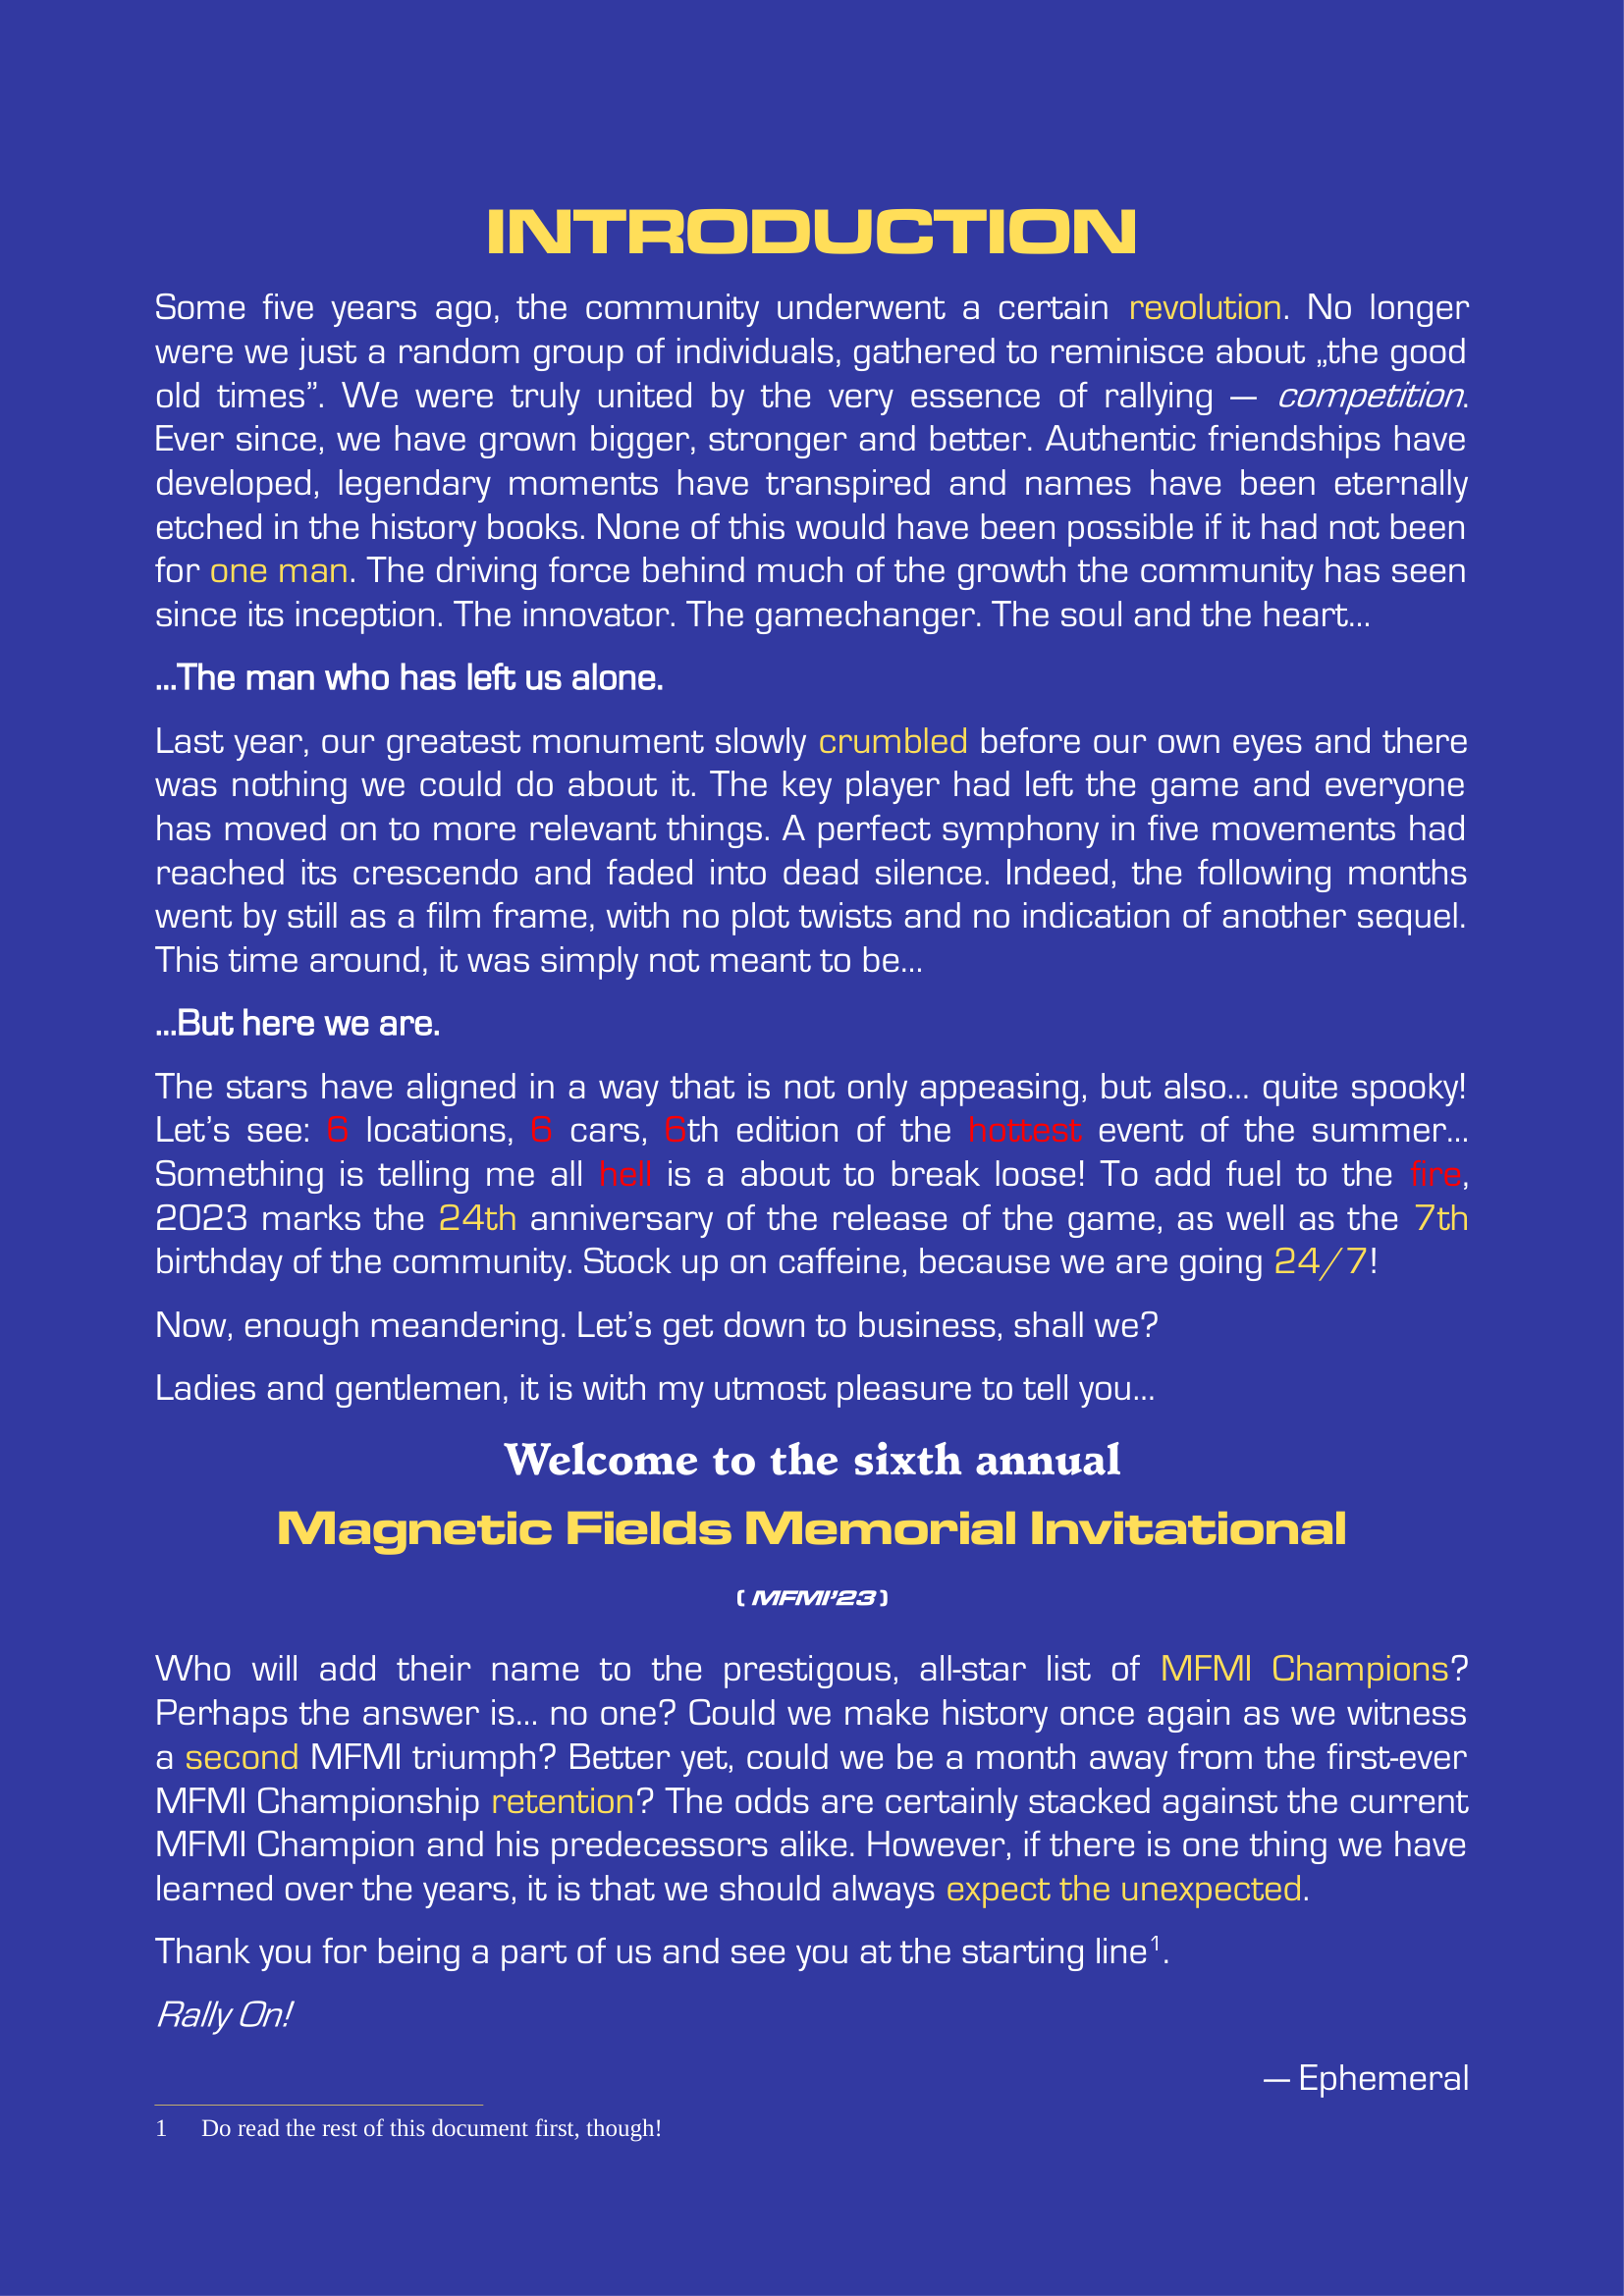 INTRODUCTION
Some five years ago, the community underwent a certain revolution. No longer
were we just a random group of individuals, gathered to reminisce about „the good
old times”. We were truly united by the very essence of rallying — competition.
Ever since, we have grown bigger, stronger and better. Authentic friendships have
developed, legendary moments have transpired and names have been eternally
etched in the history books. None of this would have been possible if it had not been
for one man. The driving force behind much of the growth the community has seen
since its inception. The innovator. The gamechanger. The soul and the heart...
...The man who has left us alone.
Last year, our greatest monument slowly crumbled before our own eyes and there
was nothing we could do about it. The key player had left the game and everyone
has moved on to more relevant things. A perfect symphony in five movements had
reached its crescendo and faded into dead silence. Indeed, the following months
went by still as a film frame, with no plot twists and no indication of another sequel.
This time around, it was simply not meant to be...
...But here we are.
The stars have aligned in a way that is not only appeasing, but also... quite spooky!
Let's see: 6 locations, 6 cars, 6th edition of the hottest event of the summer...
Something is telling me all hell is a about to break loose! To add fuel to the fire,
2023 marks the 24th anniversary of the release of the game, as well as the 7th
birthday of the community. Stock up on caffeine, because we are going 24/7!
Now, enough meandering. Let's get down to business, shall we?
Ladies and gentlemen, it is with my utmost pleasure to tell you...
Welcome to the sixth annual
Magnetic Fields Memorial Invitational
( MFMI'23 )
Who will add their name to the prestigous, all-star list of MFMI Champions?
Perhaps the answer is... no one? Could we make history once again as we witness
a second MFMI triumph? Better yet, could we be a month away from the first-ever
MFMI Championship retention? The odds are certainly stacked against the current
MFMI Champion and his predecessors alike. However, if there is one thing we have
learned over the years, it is that we should always expect the unexpected.
Thank you for being a part of us and see you at the starting line1.
Rally On!
— Ephemeral
1 Do read the rest of this document first, though!